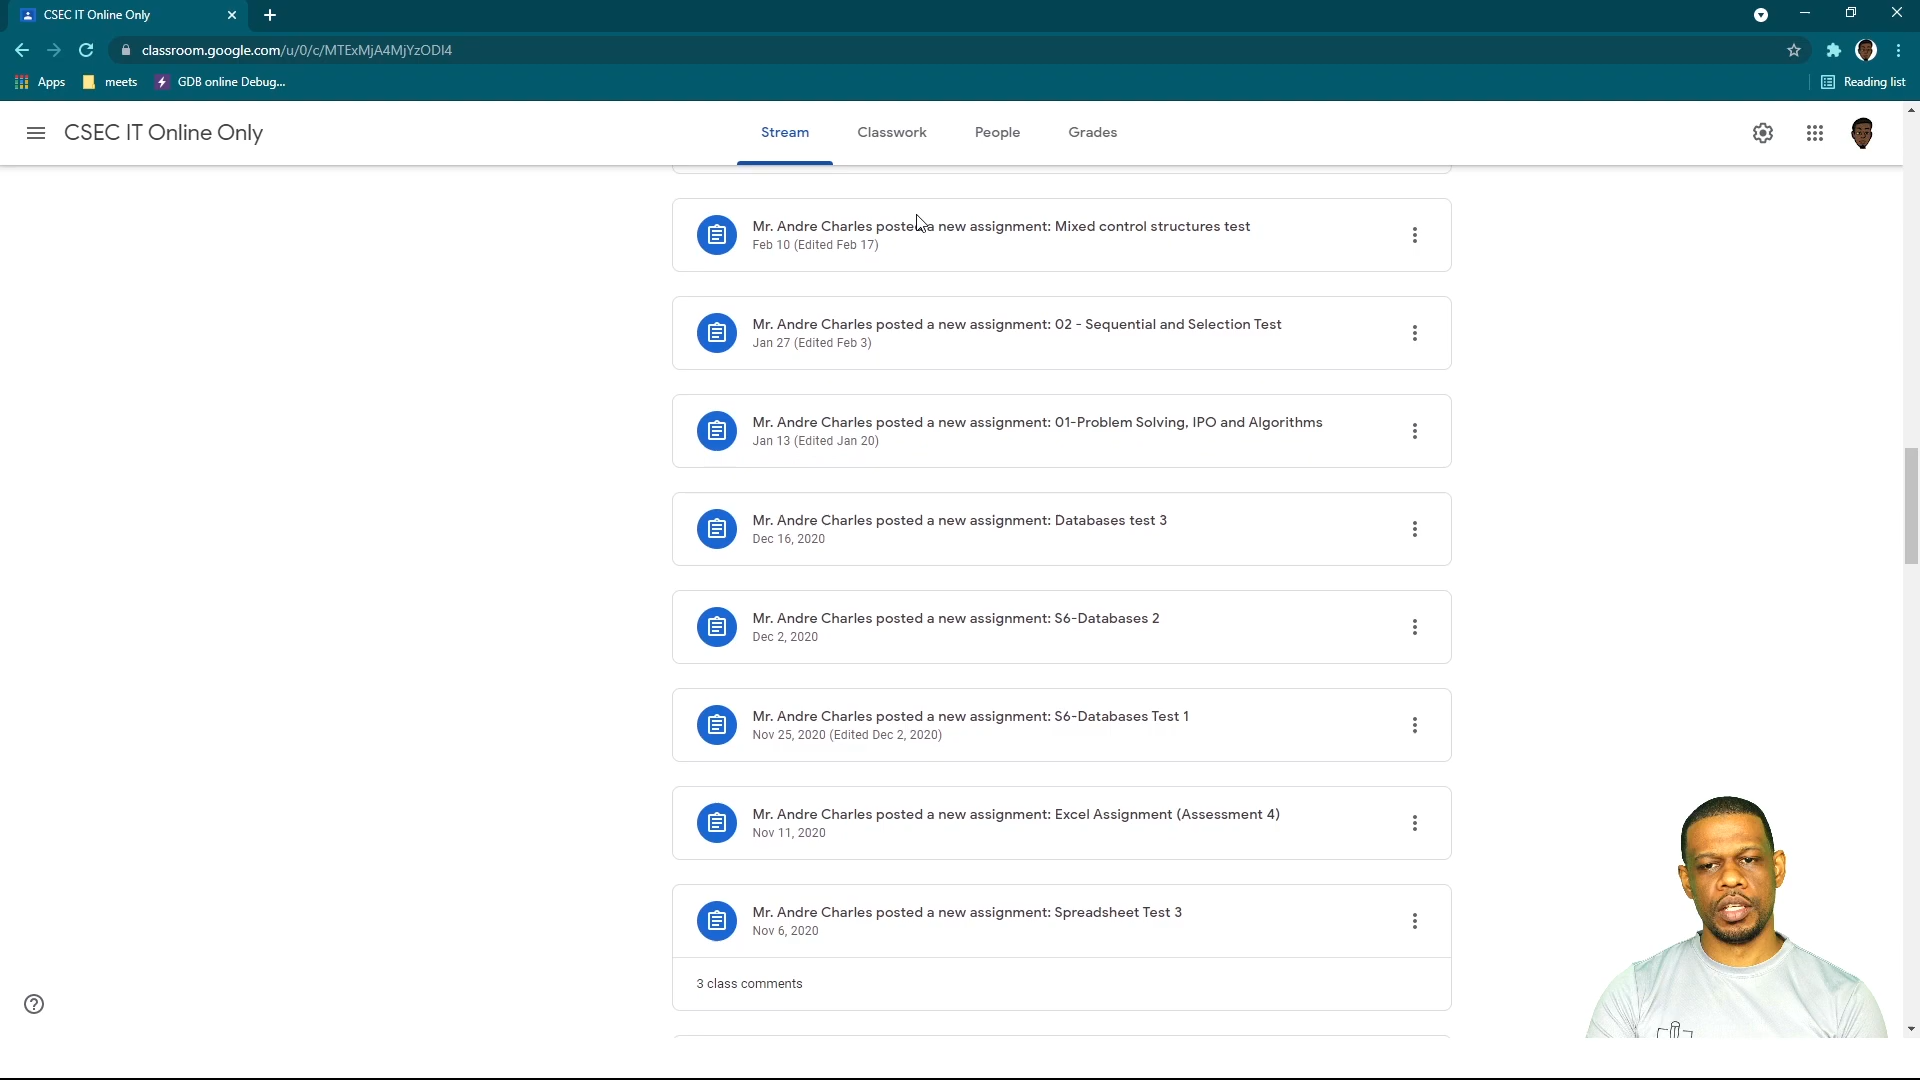 CSEC IT Online Only
classroom.google.com/u/0/c/MTExMjA4MjYzODI4
Apps
meets
GDB online Debug...
Reading list
CSEC IT Online Only
Stream
Classwork
People
Grades
Mr. Andre Charles posted a new assignment: Mixed control structures test
Feb 10 (Edited Feb 17)
Mr. Andre Charles posted a new assignment: 02 - Sequential and Selection Test
Jan 27 (Edited Feb 3)
Mr. Andre Charles posted a new assignment: 01-Problem Solving, IPO and Algorithms
Jan 13 (Edited Jan 20)
Mr. Andre Charles posted a new assignment: Databases test 3
Dec 16, 2020
Mr. Andre Charles posted a new assignment: S6-Databases 2
Dec 2, 2020
Mr. Andre Charles posted a new assignment: S6-Databases Test 1
Nov 25, 2020 (Edited Dec 2, 2020)
Mr. Andre Charles posted a new assignment: Excel Assignment (Assessment 4)
Nov 11, 2020
Mr. Andre Charles posted a new assignment: Spreadsheet Test 3
Nov 6, 2020
3 class comments